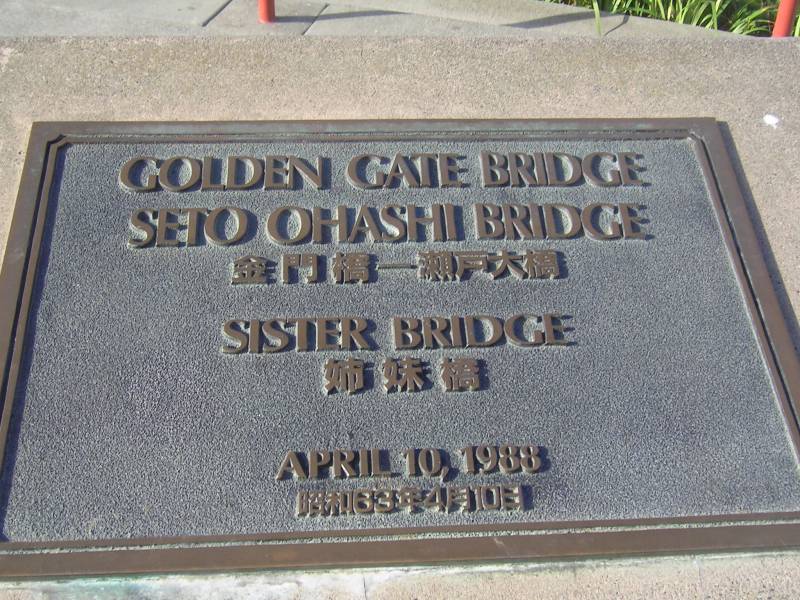 GOLDEN GATE BRIDGE
SETO OHASHI BRIDGE
金門橋—瀬戸大橋
SISTER BRIDGE
姉妹橋
APRIL 10, 1988
昭和63年4月10日